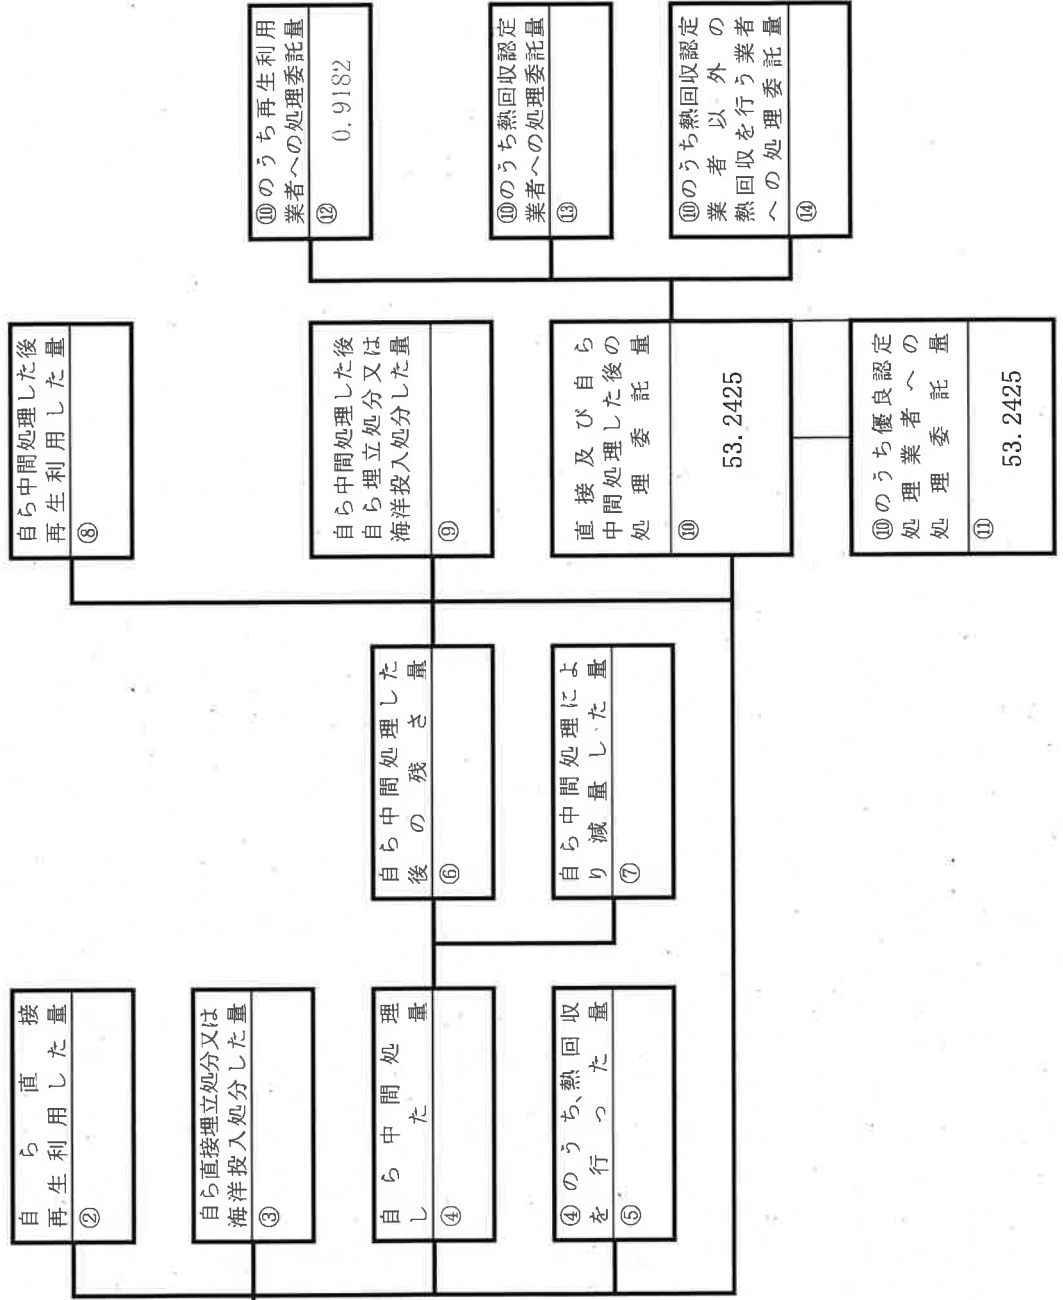 自ら直接
再生利用した量
②
自ら直接埋立処分又は
海洋投入処分した量
③
自ら中間処理
した量
④
④のうち、熱回収
を行った量
⑤
自ら中間処理した
後の残さ量
⑥
自ら中間処理によ
り減量した量
⑦
自ら中間処理した後
再生利用した量
⑧
自ら中間処理した後
自ら埋立処分又は
海洋投入処分した量
⑨
直接及び自ら
中間処理した後の
処理委託量
⑩
53.2425
⑩のうち優良認定
処理業者への
処理委託量
⑪
53.2425
⑩のうち再生利用
業者への処理委託量
⑫
0.9182
⑩のうち熱回収認定
業者への処理委託量
⑬
⑩のうち熱回収認定
業者以外の
熱回収を行う業者
への処理委託量
⑭